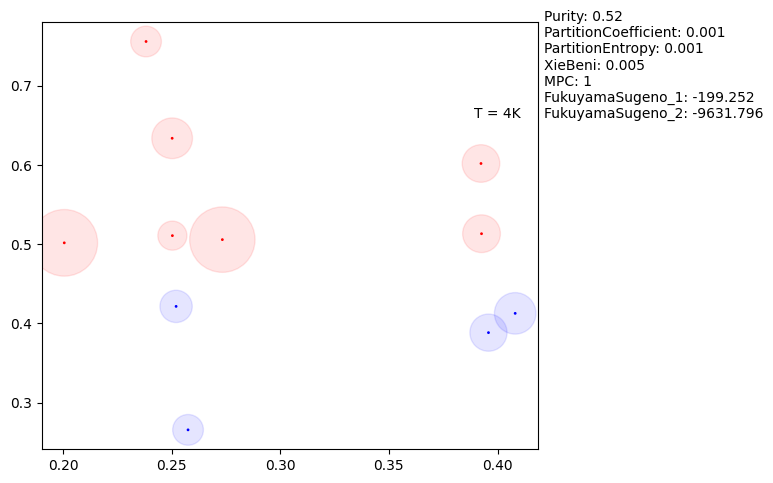 Purity: 0.52
PartitionCoefficient: 0.001
PartitionEntropy: 0.001
XieBeni: 0.005
MPC: 1
FukuyamaSugeno_1: -199.252
FukuyamaSugeno_2: -9631.796
T = 4K
0.7
0.6
0.5
0.4
0.3
0.20 0.25 0.30 0.35 0.40